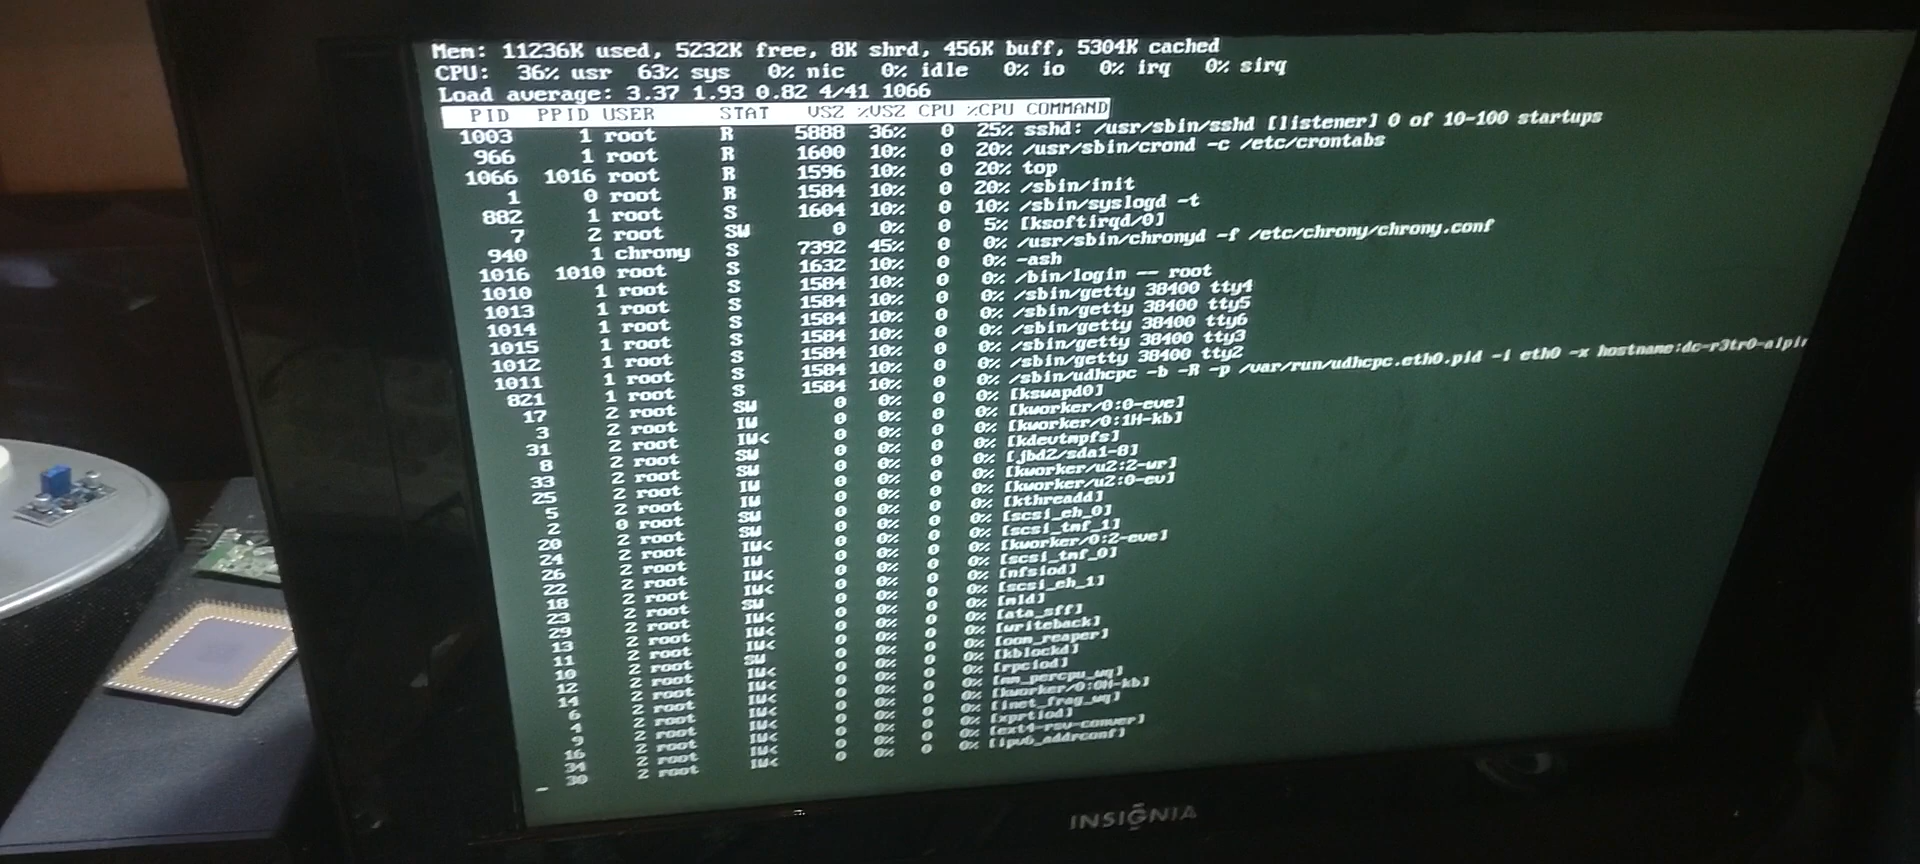 Mem: 11236K used, 5232K free, 8K shrd, 456K buff, 5304K cached
CPU: 36% usr 63% sys 0% nic 0% idle 0% io 0% irq 0% sirq
Load average: 3.37 1.93 0.82 4/41 1066
PID PPID USER STAT VSZ %VSZ CPU %CPU COMMAND
1003 1 root R 5888 36% 0 25% sshd: /usr/sbin/sshd [listener] 0 of 10-100 startups
966 1 root R 1600 10% 0 20% /usr/sbin/crond -c /etc/crontabs
1066 1016 root R 1596 10% 0 20% top
1 0 root R 1584 10% 0 20% /sbin/init
882 1 root S 1604 10% 0 10% /sbin/syslogd -t
7 2 root SW 0 0% 0 5% [ksoftirqd/0]
940 1 chrony S 7392 45% 0 0% /usr/sbin/chronyd -f /etc/chrony/chrony.conf
1016 1010 root S 1632 10% 0 0% -ash
1010 1 root S 1584 10% 0 0% /bin/login -- root
1013 1 root S 1584 10% 0 0% /sbin/getty 38400 tty4
1014 1 root S 1584 10% 0 0% /sbin/getty 38400 tty5
1015 1 root S 1584 10% 0 0% /sbin/getty 38400 tty6
1012 1 root S 1584 10% 0 0% /sbin/getty 38400 tty3
1011 1 root S 1584 10% 0 0% /sbin/getty 38400 tty2
821 1 root S 1584 10% 0 0% /sbin/udhcpc -b -R -p /var/run/udhcpc.eth0.pid -i eth0 -x hostname:dc-r3tr0-alpin
17 2 root SW 0 0% 0 0% [kswapd0]
3 2 root IW 0 0% 0 0% [kworker/0:0-eve]
31 2 root IW< 0 0% 0 0% [kworker/0:1H-kb]
8 2 root SW 0 0% 0 0% [kdevtmpfs]
33 2 root SW 0 0% 0 0% [jbd2/sda1-8]
25 2 root IW 0 0% 0 0% [kworker/u2:2-wr]
5 2 root IW 0 0% 0 0% [kworker/u2:0-ev]
2 0 root SW 0 0% 0 0% [kthreadd]
20 2 root SW 0 0% 0 0% [scsi_eh_0]
24 2 root IW< 0 0% 0 0% [scsi_tmf_1]
26 2 root IW 0 0% 0 0% [kworker/0:2-eve]
22 2 root IW< 0 0% 0 0% [scsi_tmf_0]
18 2 root IW< 0 0% 0 0% [nfsiod]
23 2 root SW 0 0% 0 0% [scsi_eh_1]
29 2 root IW< 0 0% 0 0% [mld]
13 2 root IW< 0 0% 0 0% [ata_sff]
11 2 root IW< 0 0% 0 0% [writeback]
10 2 root SW 0 0% 0 0% [oom_reaper]
12 2 root IW< 0 0% 0 0% [kblockd]
14 2 root IW< 0 0% 0 0% [rpciod]
6 2 root IW< 0 0% 0 0% [mm_percpu_wq]
4 2 root IW< 0 0% 0 0% [kworker/0:0H-kb]
9 2 root IW< 0 0% 0 0% [inet_frag_wq]
16 2 root IW< 0 0% 0 0% [xprtiod]
34 2 root IW< 0 0% 0 0% [ext4-rsv-conver]
30 2 root IW< 0 0% 0 0% [ipv6_addrconf]
INSIGNIA